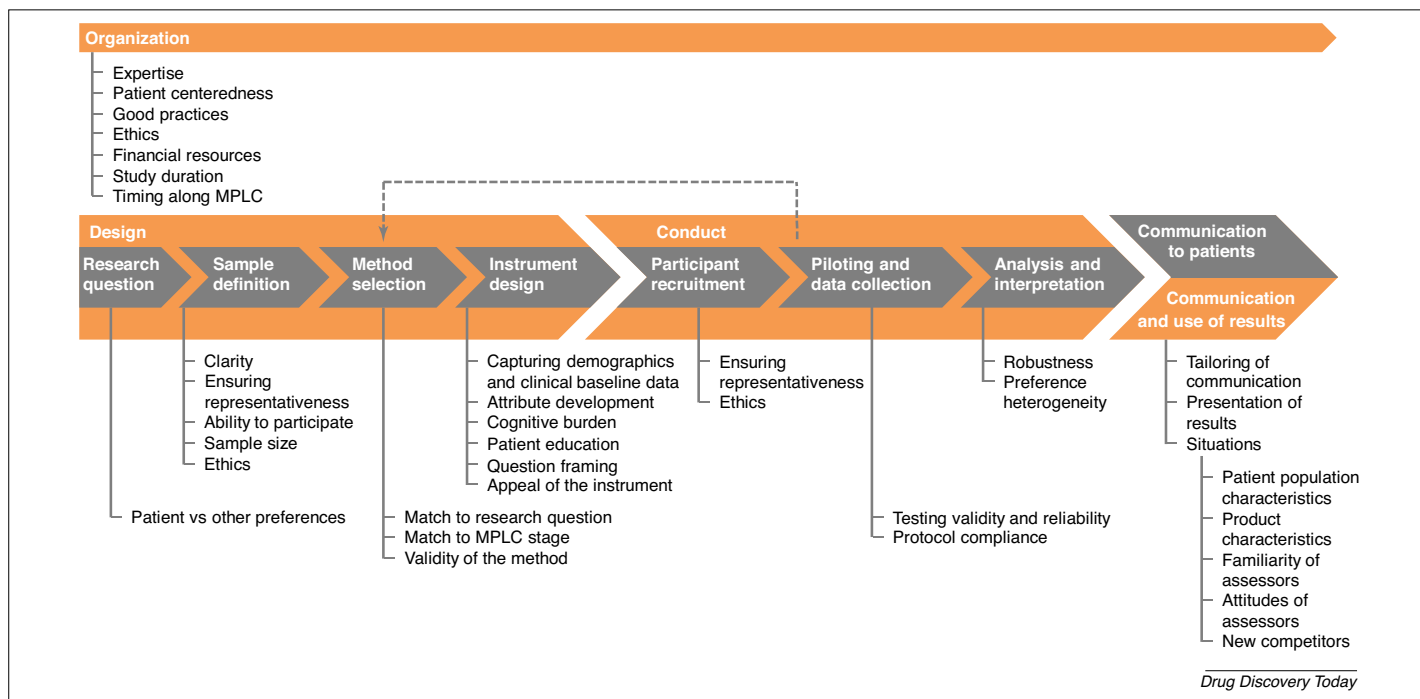 Organization
Expertise
Patient centeredness
Good practices
Ethics
Financial resources
Study duration
Timing along MPLC
Design
Research
question
Sample
definition
Method
selection
Instrument
design
Conduct
Participant
recruitment
Piloting and
data collection
Analysis and
interpretation
Communication
to patients
Communication
and use of results
Patient vs other preferences
Clarity
Ensuring
representativeness
Ability to participate
Sample size
Ethics
Match to research question
Match to MPLC stage
Validity of the method
Capturing demographics
and clinical baseline data
Attribute development
Cognitive burden
Patient education
Question framing
Appeal of the instrument
Ensuring
representativeness
Ethics
Testing validity and reliability
Protocol compliance
Robustness
Preference
heterogeneity
Tailoring of
communication
Presentation of
results
Situations
Patient population
characteristics
Product
characteristics
Familiarity of
assessors
Attitudes of
assessors
New competitors
Drug Discovery Today